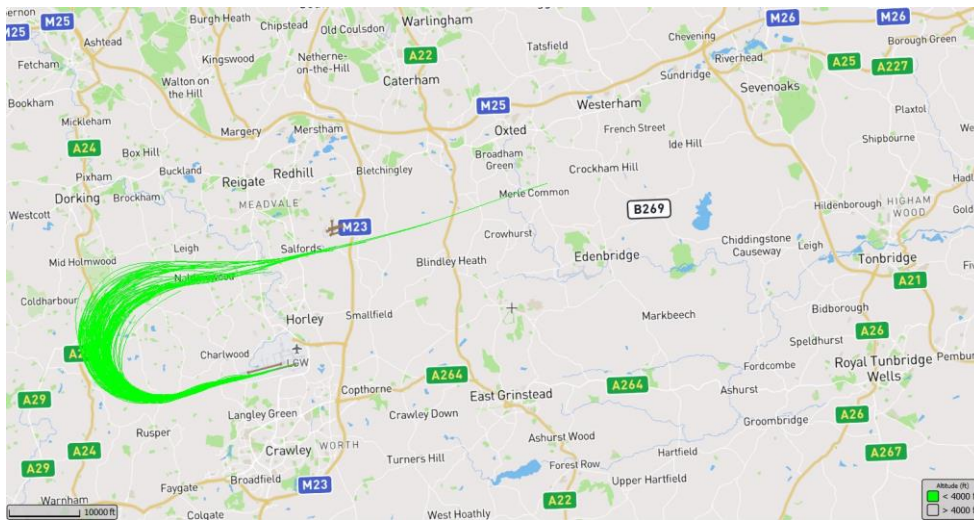 M25
Burgh Heath
Chipstead
Old Coulsdon
Warlingham
M26
M26
M25
Ashtead
Kingswood
Netherne-
on-the-Hill
A22
Tatsfield
Chevening
Riverhead
Borough Green
Fetcham
Walton on
the Hill
Caterham
Sundridge
A25
A227
Bookham
M25
Westerham
Sevenoaks
Plaxtol
Mickleham
Margery
Merstham
Oxted
French Street
Shipbourne
A24
Box Hill
Ide Hill
Pixham
Buckland
Redhill
Bletchingley
Broadham
Green
Crockham Hill
Reigate
Dorking
Brockham
MEADVALE
Merle Common
Hildenborough
HIGHAM
WOOD
Westcott
M23
B269
Leigh
Salfords
Crowhurst
Chiddingstone
Causeway
Leigh
Mid Holmwood
Blindley Heath
Edenbridge
Tonbridge
Coldharbour
A21
Horley
Smallfield
Markbeech
Bidborough
A26
Speldhurst
Charlwood
LGW
Fordcombe
Royal Tunbridge
Wells
A29
Copthorne
A264
A264
Ashurst
Langley Green
East Grinstead
Rusper
Crawley Down
Groombridge
A26
A24
WORTH
Ashurst Wood
A29
Crawley
Turners Hill
Hartfield
A267
Forest Row
Faygate
Broadfield
M23
Upper Hartfield
Warnham
A22
Altitude (ft)
< 4000 ft
> 4000 ft
10000 ft
Colgate
West Hoathly